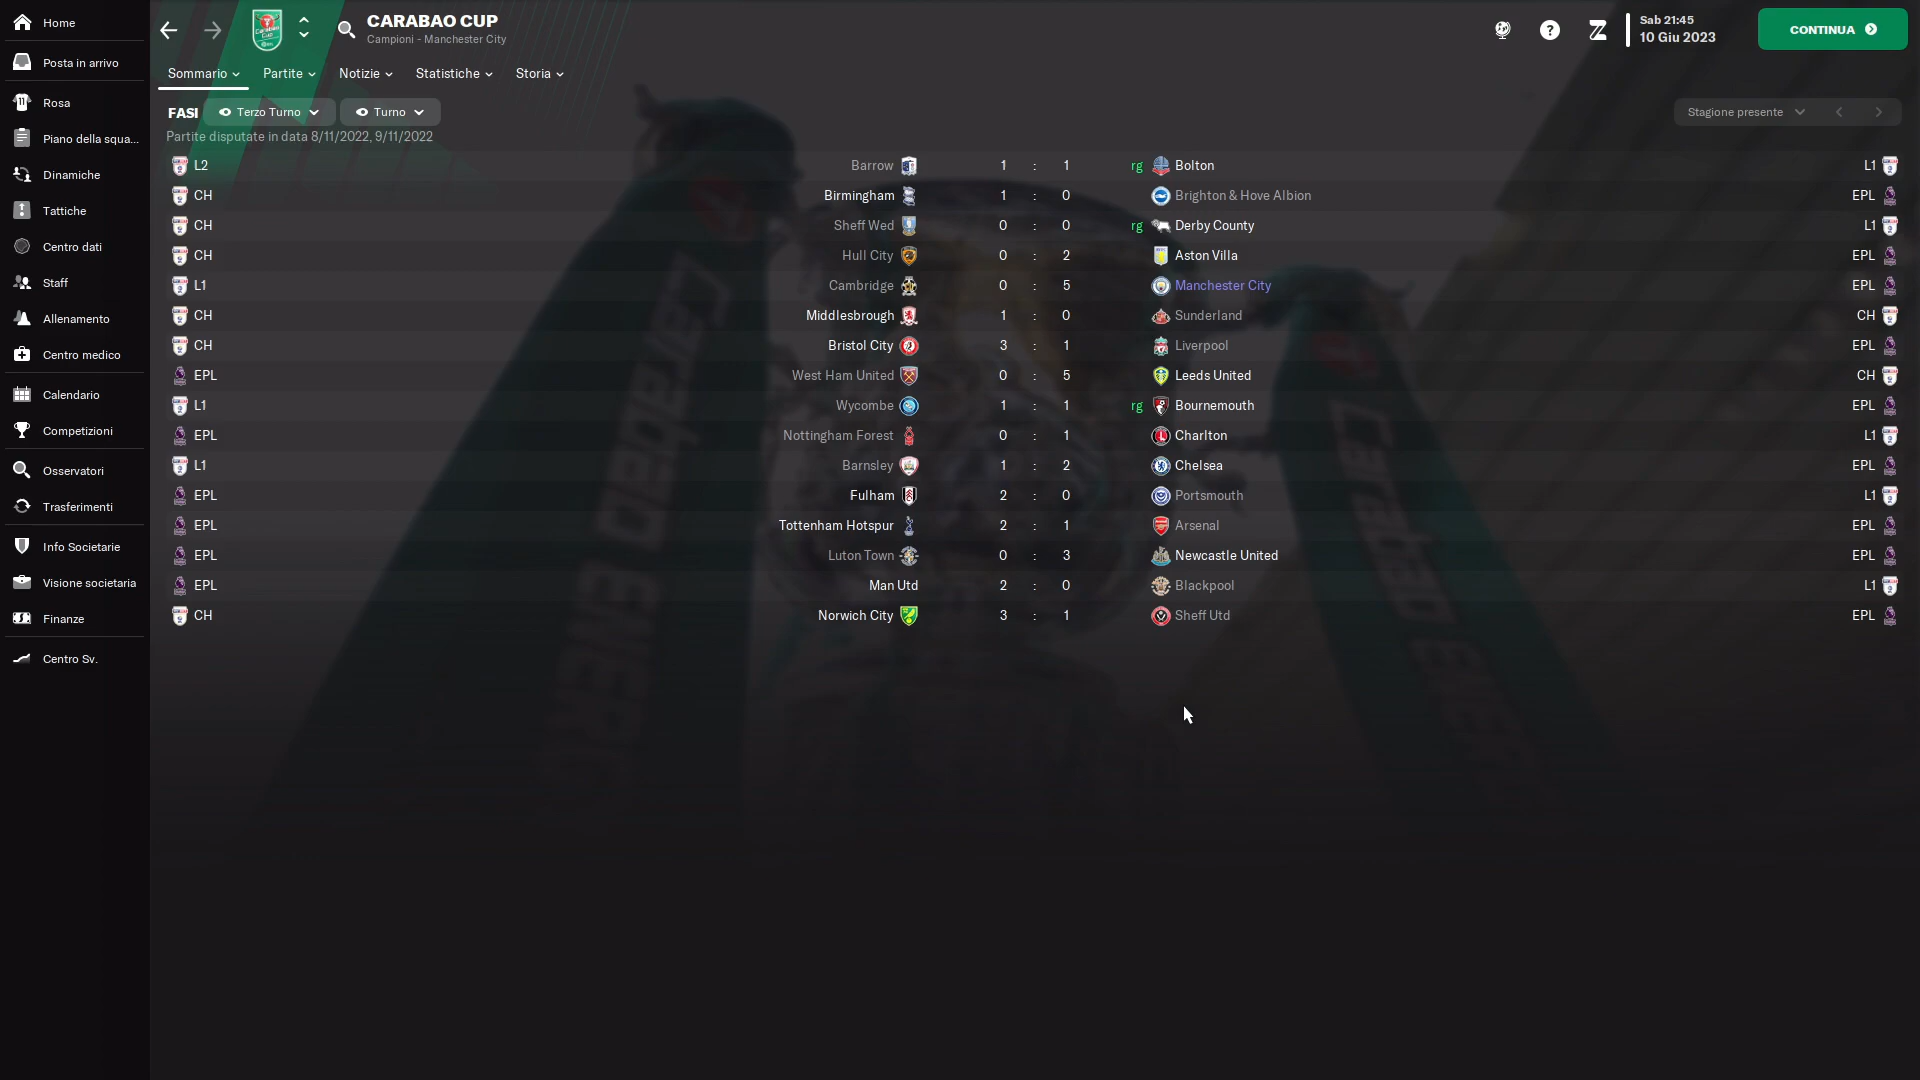 Home
Posta in arrivo
Rosa
Piano della squa...
Dinamiche
Tattiche
Centro dati
Staff
Allenamento
Centro medico
Calendario
Competizioni
Osservatori
Trasferimenti
Info Societarie
Visione societaria
Finanze
Centro Sv.
CARABAO CUP
Campioni - Manchester City
Sab 21:45
10 Giu 2023
CONTINUA
Sommario Partite Notizie Statistiche Storia
FASI Terzo Turno Turno Stagione presente
Partite disputate in data 8/11/2022, 9/11/2022
L2 Barrow 1 : 1 rg Bolton L1
CH Birmingham 1 : 0 Brighton & Hove Albion EPL
CH Sheff Wed 0 : 0 rg Derby County L1
CH Hull City 0 : 2 Aston Villa EPL
L1 Cambridge 0 : 5 Manchester City EPL
CH Middlesbrough 1 : 0 Sunderland CH
CH Bristol City 3 : 1 Liverpool EPL
EPL West Ham United 0 : 5 Leeds United CH
L1 Wycombe 1 : 1 rg Bournemouth EPL
EPL Nottingham Forest 0 : 1 Charlton L1
L1 Barnsley 1 : 2 Chelsea EPL
EPL Fulham 2 : 0 Portsmouth L1
EPL Tottenham Hotspur 2 : 1 Arsenal EPL
EPL Luton Town 0 : 3 Newcastle United EPL
EPL Man Utd 2 : 0 Blackpool L1
CH Norwich City 3 : 1 Sheff Utd EPL